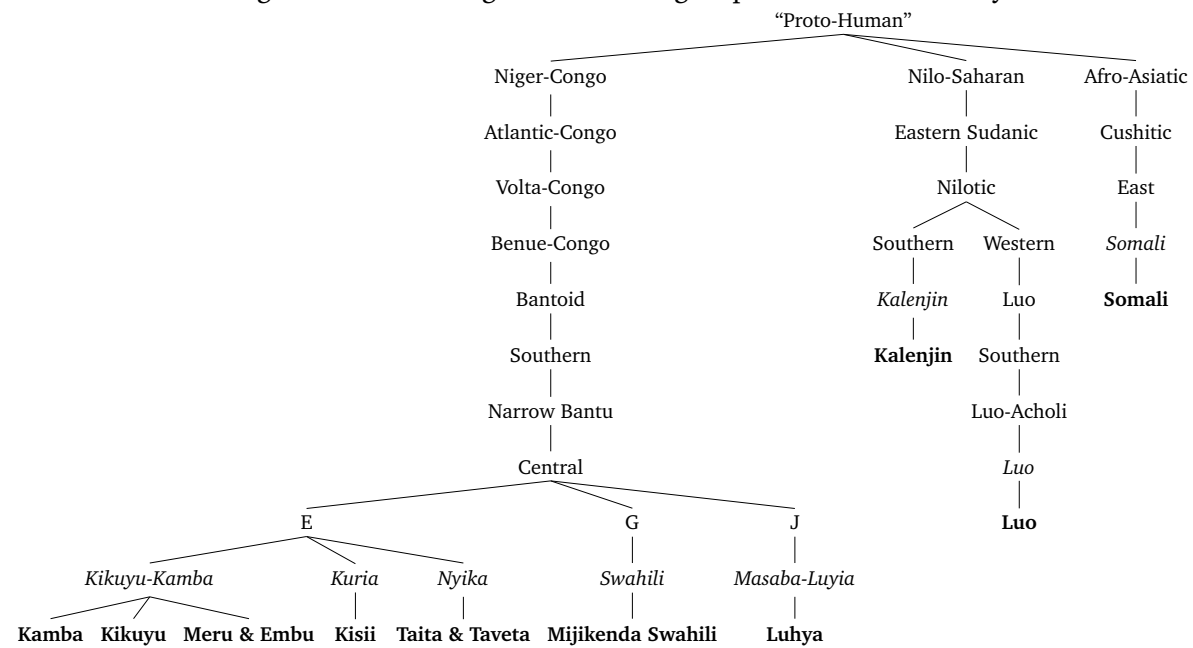 “Proto-Human”
Niger-Congo Nilo-Saharan Afro-Asiatic
Atlantic-Congo Eastern Sudanic Cushitic
Volta-Congo Nilotic East
Benue-Congo Southern Western Somali
Bantoid Kalenjin Luo Somali
Southern Kalenjin Southern
Narrow Bantu Luo-Acholi
Central Luo
E G J Luo
Kikuyu-Kamba Kuria Nyika Swahili Masaba-Luyia
Kamba Kikuyu Meru & Embu Kisii Taita & Taveta Mijikenda Swahili Luhya